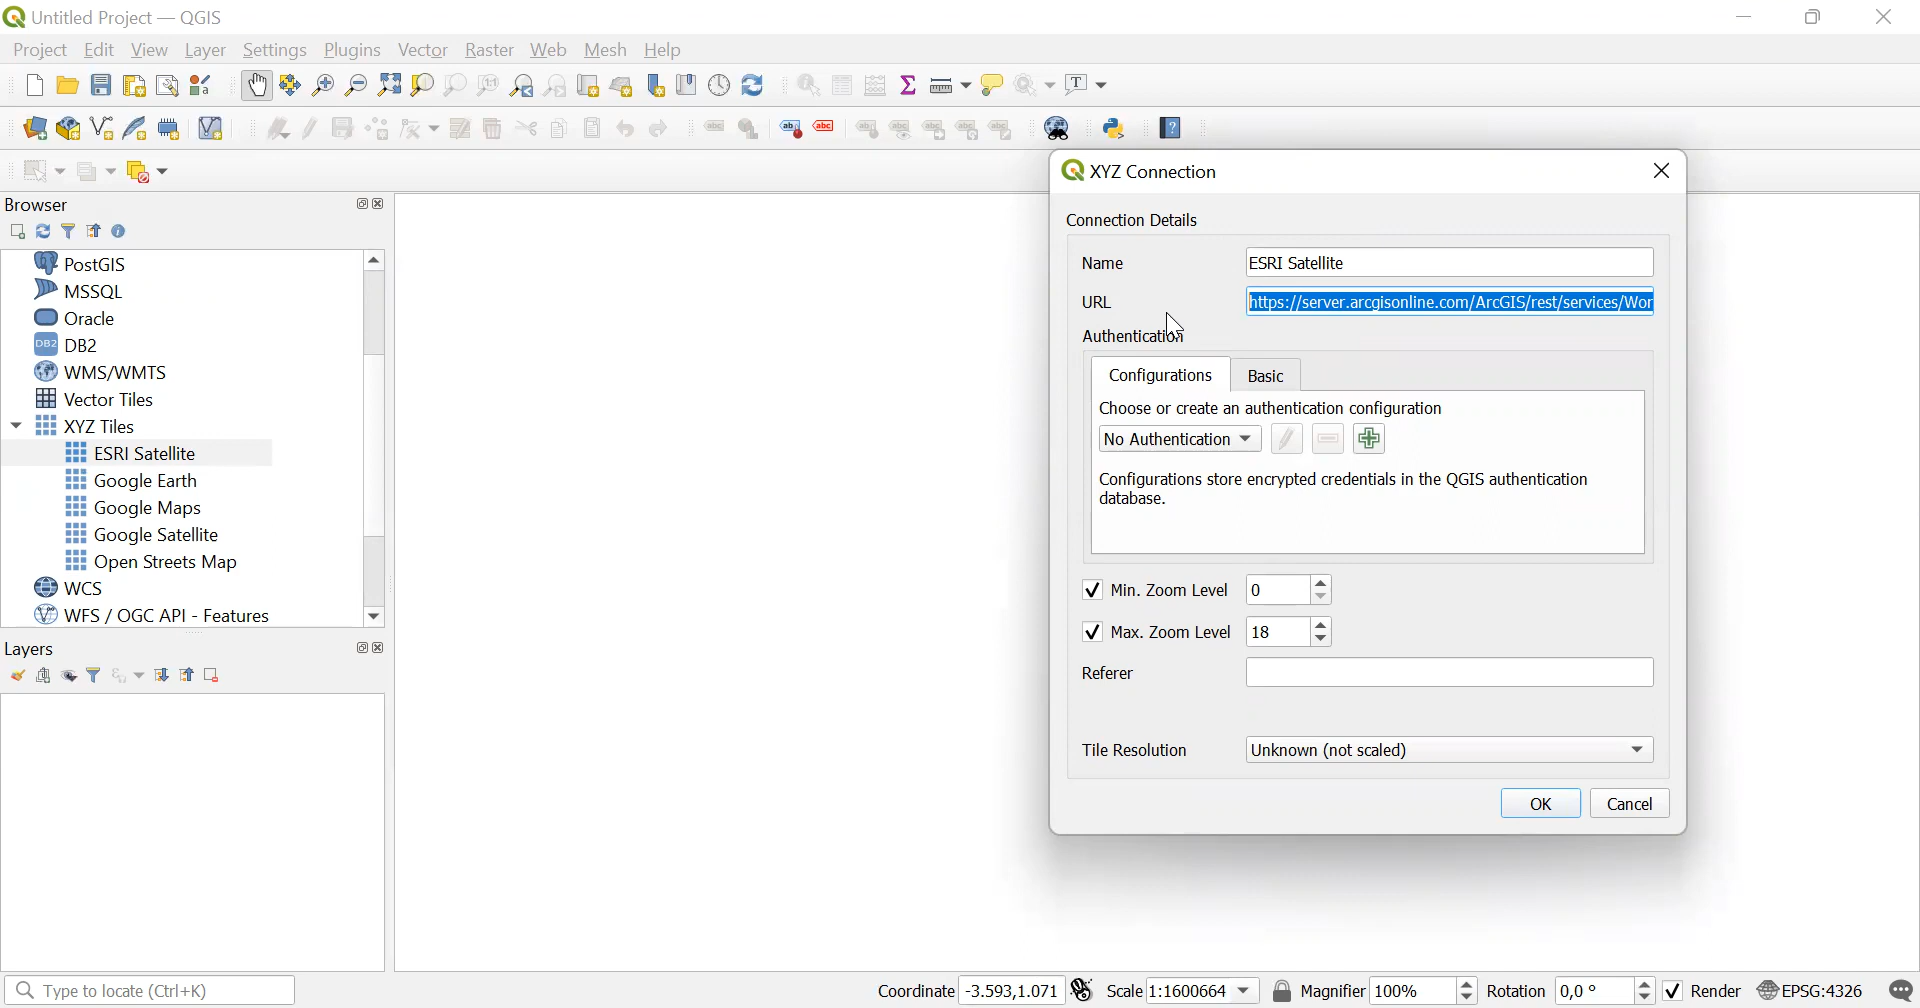 Untitled Project — QGIS
Project Edit View Layer Settings Plugins Vector Raster Web Mesh Help
Browser
PostGIS
MSSQL
Oracle
DB2
WMS/WMTS
Vector Tiles
XYZ Tiles
ESRI Satellite
Google Earth
Google Maps
Google Satellite
Open Streets Map
WCS
WFS / OGC API - Features
Layers
XYZ Connection
Connection Details
Name ESRI Satellite
URL https://server.arcgisonline.com/ArcGIS/rest/services/Wor
Authentication
Configurations Basic
Choose or create an authentication configuration
No Authentication
Configurations store encrypted credentials in the QGIS authentication
database.
Min. Zoom Level 0
Max. Zoom Level 18
Referer
Tile Resolution Unknown (not scaled)
OK Cancel
Type to locate (Ctrl+K) Coordinate -3.593,1.071 Scale 1:1600664 Magnifier 100% Rotation 0,0 ° Render EPSG:4326